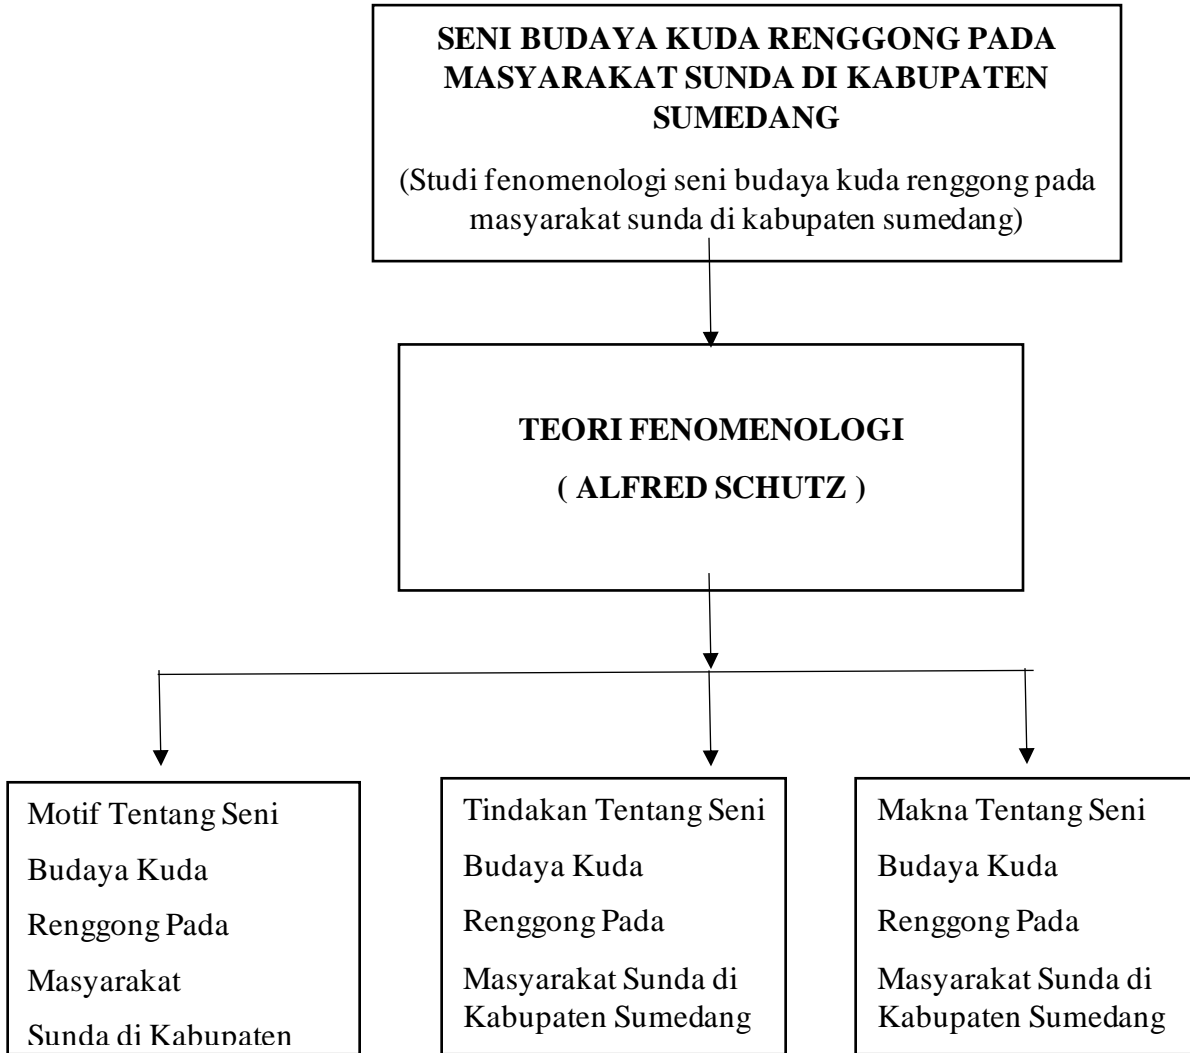 SENI BUDAYA KUDA RENGGONG PADA
MASYARAKAT SUNDA DI KABUPATEN
SUMEDANG
(Studi fenomenologi seni budaya kuda renggong pada
masyarakat sunda di kabupaten sumedang)
TEORI FENOMENOLOGI
( ALFRED SCHUTZ )
Motif Tentang Seni
Budaya Kuda
Renggong Pada
Masyarakat
Sunda di Kabupaten
Tindakan Tentang Seni
Budaya Kuda
Renggong Pada
Masyarakat Sunda di
Kabupaten Sumedang
Makna Tentang Seni
Budaya Kuda
Renggong Pada
Masyarakat Sunda di
Kabupaten Sumedang